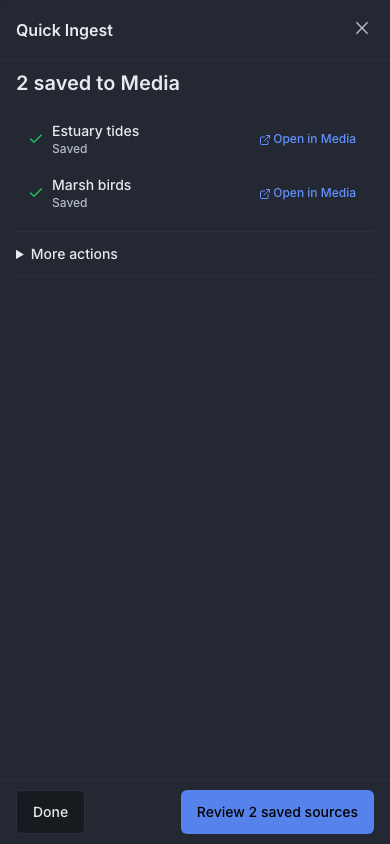 Quick Ingest
2 saved to Media
Estuary tides
Saved
Open in Media
Marsh birds
Saved
Open in Media
More actions
Done
Review 2 saved sources